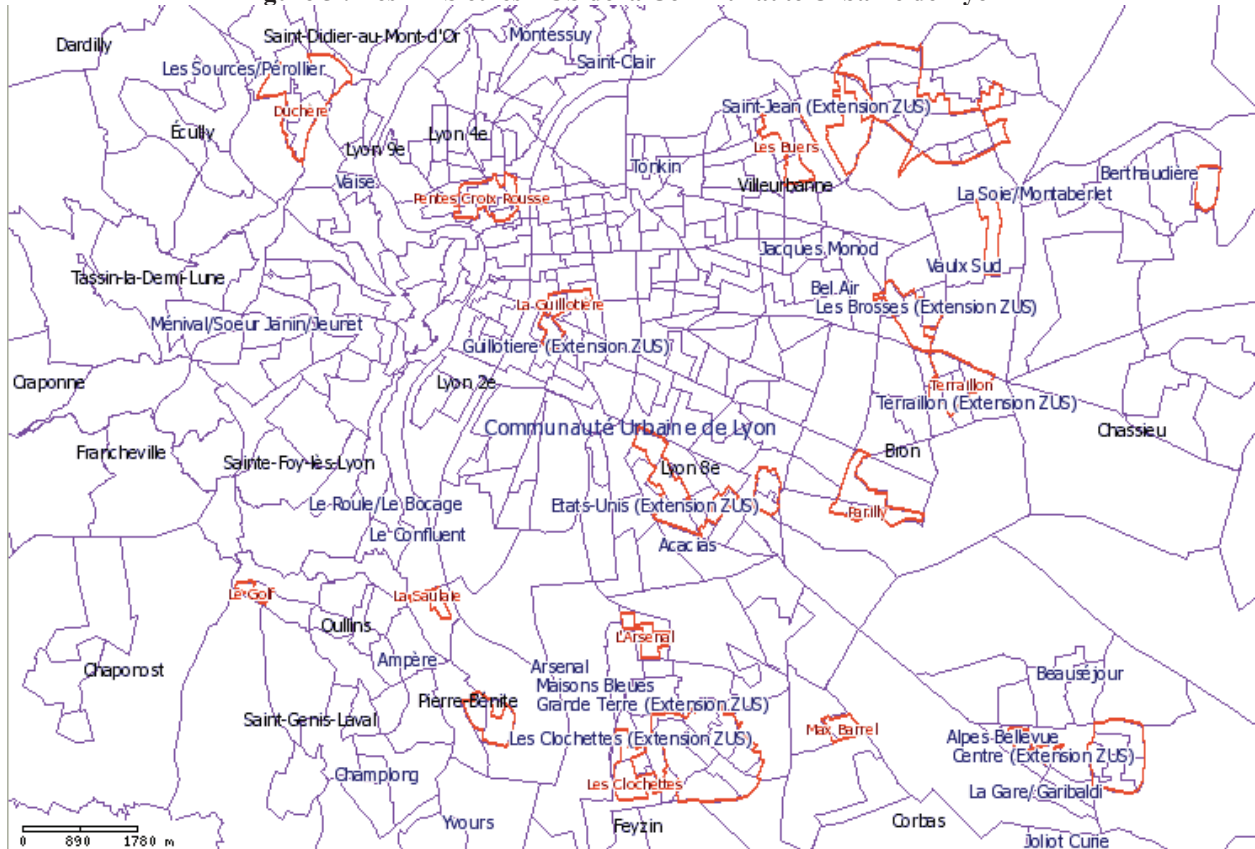 Saint-Didier-au-Mont-d'Or
Montessuy
Dardilly
Saint-Clair
Les Sources/Pérollier
Saint-Jean (Extension ZUS)
Duchère
Écully
Lyon 4e
Lyon 9e
Les Buers
Tonkin
Berthaudière
Vaise
Villeurbanne
Pentes Croix-Rousse
La Soie/Montaberlet
Jacques Monod
Vaulx Sud
Tassin-la-Demi-Lune
Bel Air
La Guillotière
Les Brosses (Extension ZUS)
Ménival/Soeur Janin/Jeuret
Guillotiere (Extension ZUS)
Craponne
Lyon 2e
Terraillon
Terraillon (Extension ZUS)
Communauté Urbaine de Lyon
Chassieu
Francheville
Bron
Sainte-Foy-lès-Lyon
Lyon 8e
Le Roule/Le Bocage
Etats-Unis (Extension ZUS)
Parilly
Le Confluent
Acacias
Le Golf
La Saulaie
Oullins
L'Arsenal
Chaponost
Ampère
Arsenal
Beauséjour
Maisons Bleues
Pierre-Bénite
Grande Terre (Extension ZUS)
Saint-Genis-Laval
Max Barrel
Les Clochettes (Extension ZUS)
Alpes-Bellevue
Centre (Extension ZUS)
Champlong
Les Clochettes
La Gare/Garibaldi
Yvours
Feyzin
Corbas
Joliot Curie
0 890 1780 m